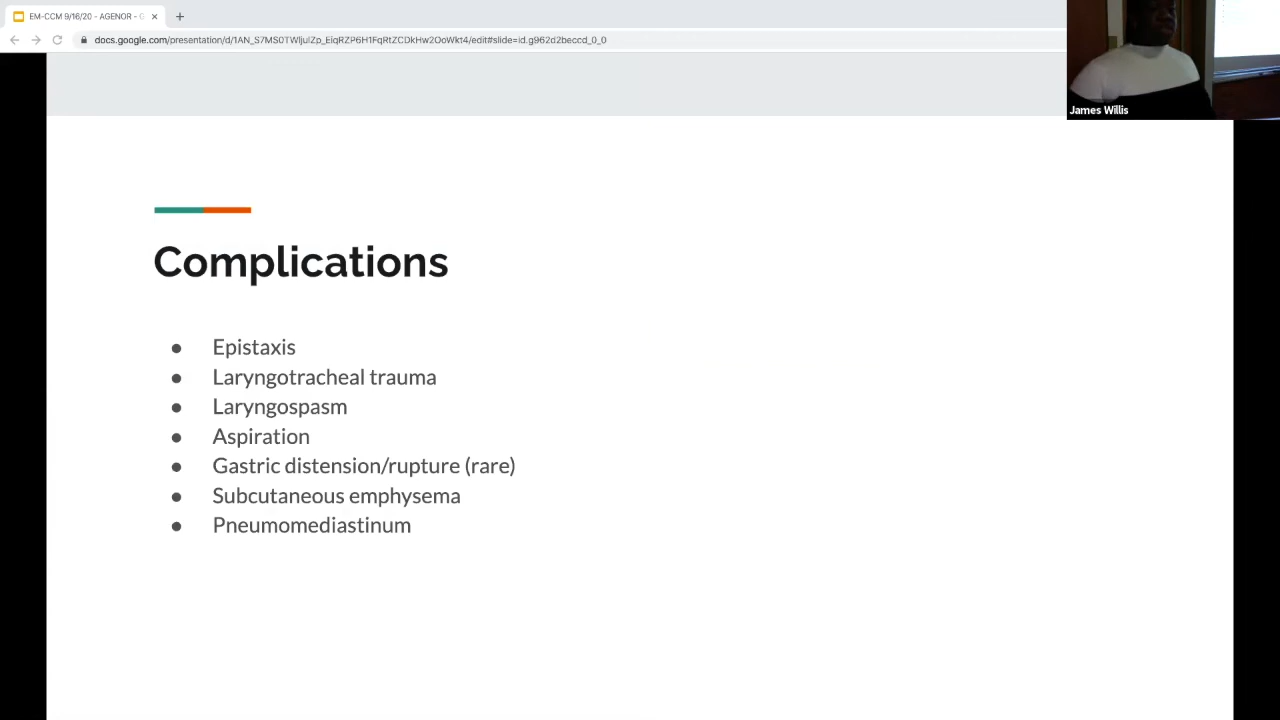 EM-CCM 9/16/20 - AGENOR - G
docs.google.com/presentation/d/1AN_S7MS0TWljulZp_EiqRZP6H1FqRtZCDkHw2OoWkt4/edit#slide=id.g962d2beccd_0_0
James Willis
Complications
● Epistaxis
● Laryngotracheal trauma
● Laryngospasm
● Aspiration
● Gastric distension/rupture (rare)
● Subcutaneous emphysema
● Pneumomediastinum